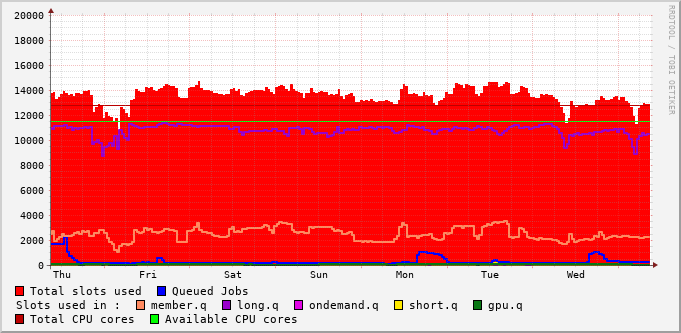 20000
18000
16000
14000
12000
10000
8000
6000
4000
2000
0
Thu Fri Sat Sun Mon Tue Wed
RRDTOOL / TOBI OETIKER
Total slots used Queued Jobs
Slots used in : member.q long.q ondemand.q short.q gpu.q
Total CPU cores Available CPU cores